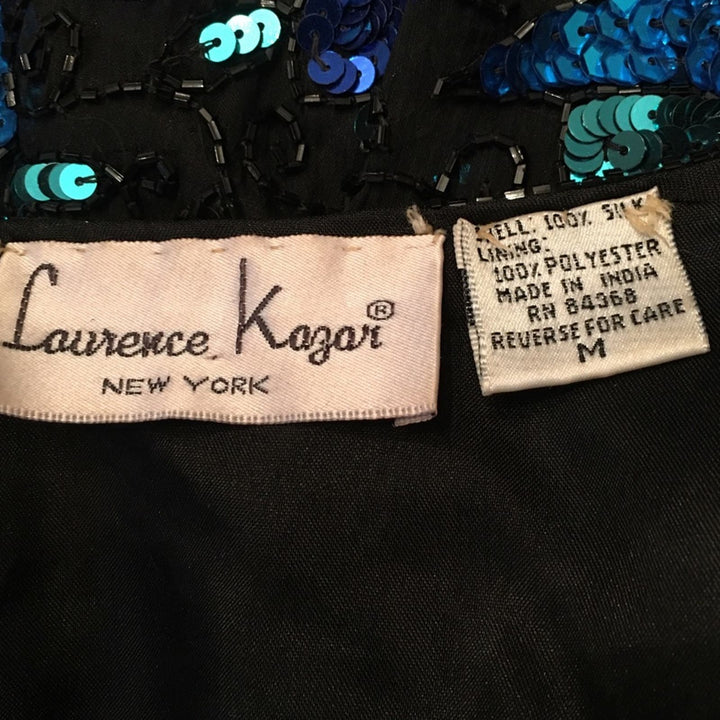 Laurence Kazar®
NEW YORK
SHELL: 100% SILK
LINING:
100% POLYESTER
MADE IN INDIA
RN 84368
REVERSE FOR CARE
M